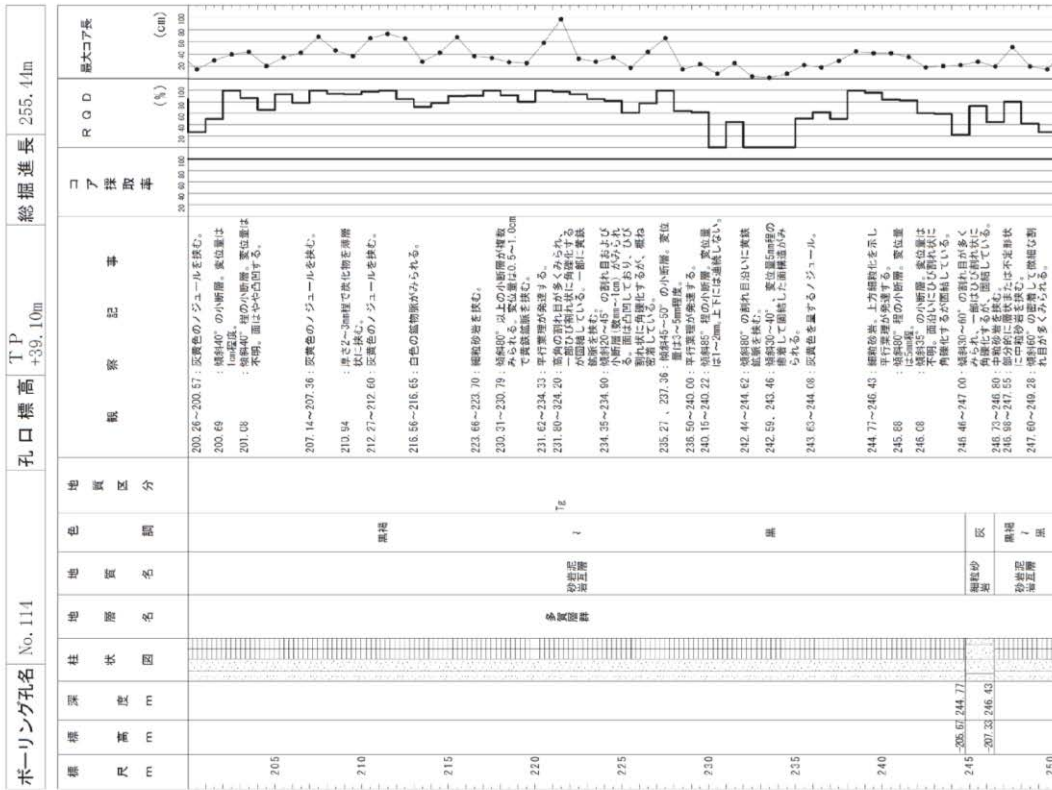 ボーリング孔名 No.114 孔口標高 TP +39.10m 総掘進長 255.44m
標尺 m
標高 m
深度 m
柱状図
地層名
地質名
色調
地質区分
観察記事
コア採取率
20 40 60 80 100
RQD (%)
20 40 60 80 100
最大コア長 (cm)
20 40 60 80 100
205
210
215
220
225
230
235
240
245
250
-205.67 244.77
-207.33 246.43
多賀層群
砂岩泥岩互層
細粒砂岩
砂岩泥岩互層
黒褐
~
黒
灰
黒褐
~
黒
Tg
200.26~200.57 : 灰黄色のノジュールを挟む。
200.69 : 傾斜40°程の小断層。変位量は
1cm程度。
201.08 : 傾斜40°程の小断層。変位量は
不明。面はやや凸凹する。
207.14~207.36 : 灰黄色のノジュールを挟む。
210.94 : 厚さ2~3mm程で炭化物を薄層
状に挟む。
212.27~212.60 : 灰黄色のノジュールを挟む。
216.56~216.65 : 白色の鉱物脈がみられる。
223.66~223.70 : 細粒砂岩を挟む。
230.31~230.79 : 傾斜80°以上の小断層が複数
みられる。変位量は0.5~1.0cm
で黄鉄鉱脈を挟む。
231.62~234.33 : 平行葉理が発達する。
231.80~324.20 : 高角の割れ目が多くみられ、
一部ひび割れ状に角礫化する
が固結している。一部に黄鉄
鉱脈を挟む。
234.35~234.90 : 傾斜20~45°の割れ目および
小断層(数mm~1cm)がみられ
る。面は凸凹しており、ひび
割れ状に角礫化するが、概ね
密着している。
235.27 , 237.36 : 傾斜45~50°の小断層。変位
量は3~5mm程度。
236.50~240.00 : 平行葉理が発達する。
240.15~240.22 : 傾斜85°程の小断層。変位量
は1~2mm。上下には連続しない。
242.44~244.62 : 傾斜80°の割れ目沿いに黄鉄
鉱脈を挟む。
242.59、243.46 : 傾斜30~40°、変位量5mm程の
癒着し固結した面構造がみ
られる。
243.63~244.08 : 灰黄色を呈するノジュール。
244.77~246.43 : 細粒砂岩。上方細粒化を示し
平行葉理が発達する。
245.88 : 傾斜80°程の小断層。変位量
は5mm程。
246.08 : 傾斜35°の小断層。変位量は
不明。面沿いにひび割れ状に
角礫化するが固結している。
246.46~247.00 : 傾斜30~60°の割れ目が多く
みられ、一部はひび割れ状に
角礫化するが、固結している。
246.73~246.80 : 中粒砂岩を挟む。
246.98~247.55 : 部分的に層状または不定形状
に中粒砂岩を挟む。
247.60~249.28 : 傾斜60°の密着して微細な割
れ目が多くみられる。